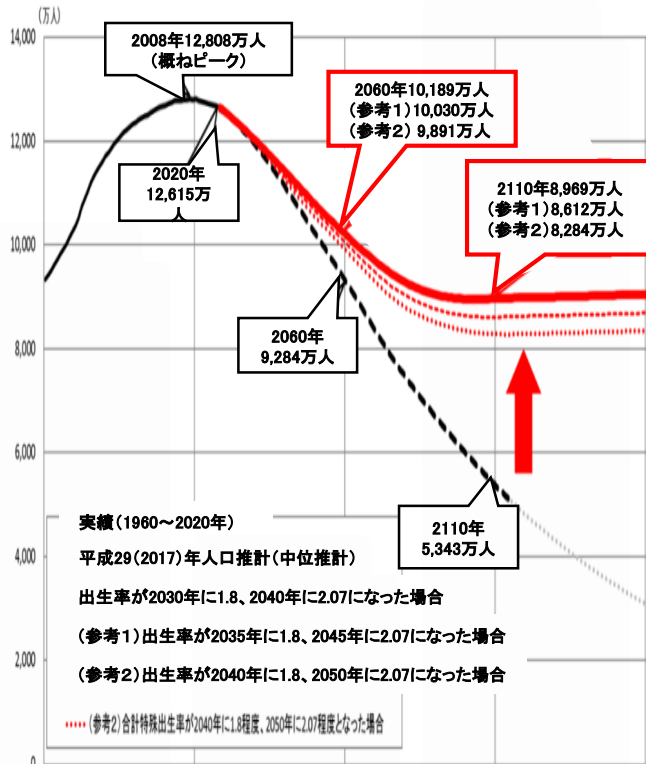 (万人)
14,000
12,000
10,000
8,000
6,000
4,000
2,000
0
2008年12,808万人
(概ねピーク)
2020年
12,615万
人
2060年10,189万人
(参考1)10,030万人
(参考2) 9,891万人
2110年8,969万人
(参考1)8,612万人
(参考2)8,284万人
2060年
9,284万人
2110年
5,343万人
実績(1960～2020年)
平成29(2017)年人口推計(中位推計)
出生率が2030年に1.8、2040年に2.07になった場合
(参考1)出生率が2035年に1.8、2045年に2.07になった場合
(参考2)出生率が2040年に1.8、2050年に2.07になった場合
(参考2)合計特殊出生率が2040年に1.8程度、2050年に2.07程度となった場合